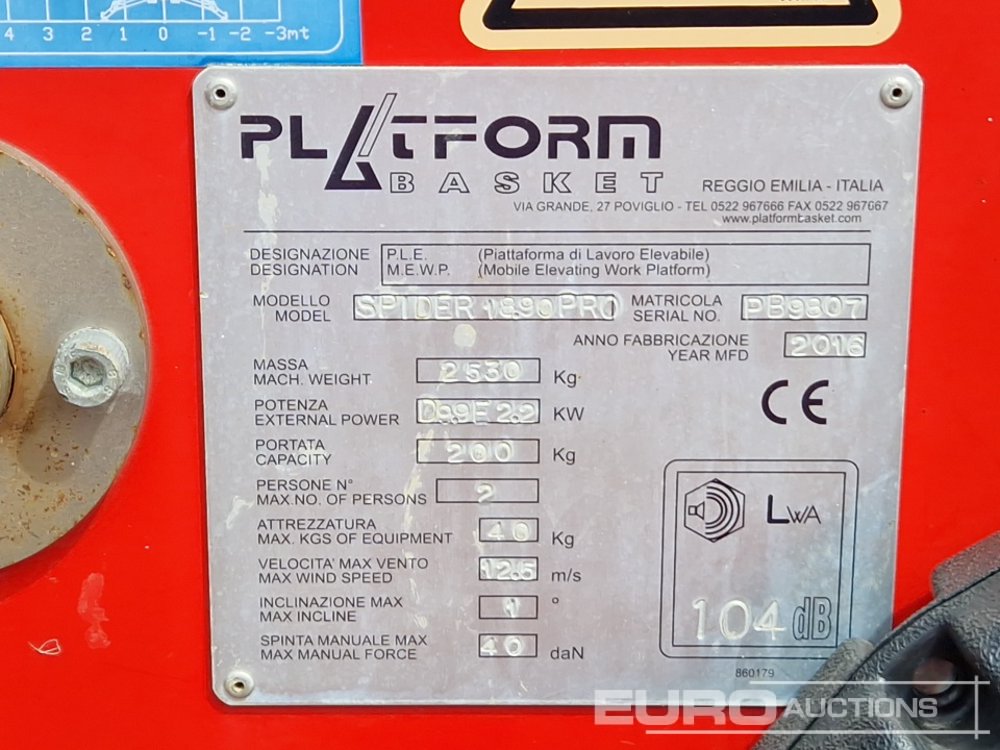 4 3 2 1 0 -1 -2 -3mt
PLATFORM
BASKET
REGGIO EMILIA - ITALIA
VIA GRANDE, 27 POVIGLIO - TEL 0522 967666 FAX 0522 967067
www.platformbasket.com
DESIGNAZIONE P.L.E. (Piattaforma di Lavoro Elevabile)
DESIGNATION M.E.W.P. (Mobile Elevating Work Platform)
MODELLO
MODEL SPIDER 1890PRO
MATRICOLA
SERIAL NO. PB9807
ANNO FABBRICAZIONE
YEAR MFD 2016
MASSA
MACH. WEIGHT 2530 Kg
CE
POTENZA
EXTERNAL POWER D9.9E2.2 KW
PORTATA
CAPACITY 200 Kg
PERSONE N°
MAX.NO. OF PERSONS 2
ATTREZZATURA
MAX. KGS OF EQUIPMENT 40 Kg
VELOCITA' MAX VENTO
MAX WIND SPEED 12.5 m/s
INCLINAZIONE MAX
MAX INCLINE 1 °
SPINTA MANUALE MAX
MAX MANUAL FORCE 40 daN
LWA
104 dB
860179
EURO AUCTIONS